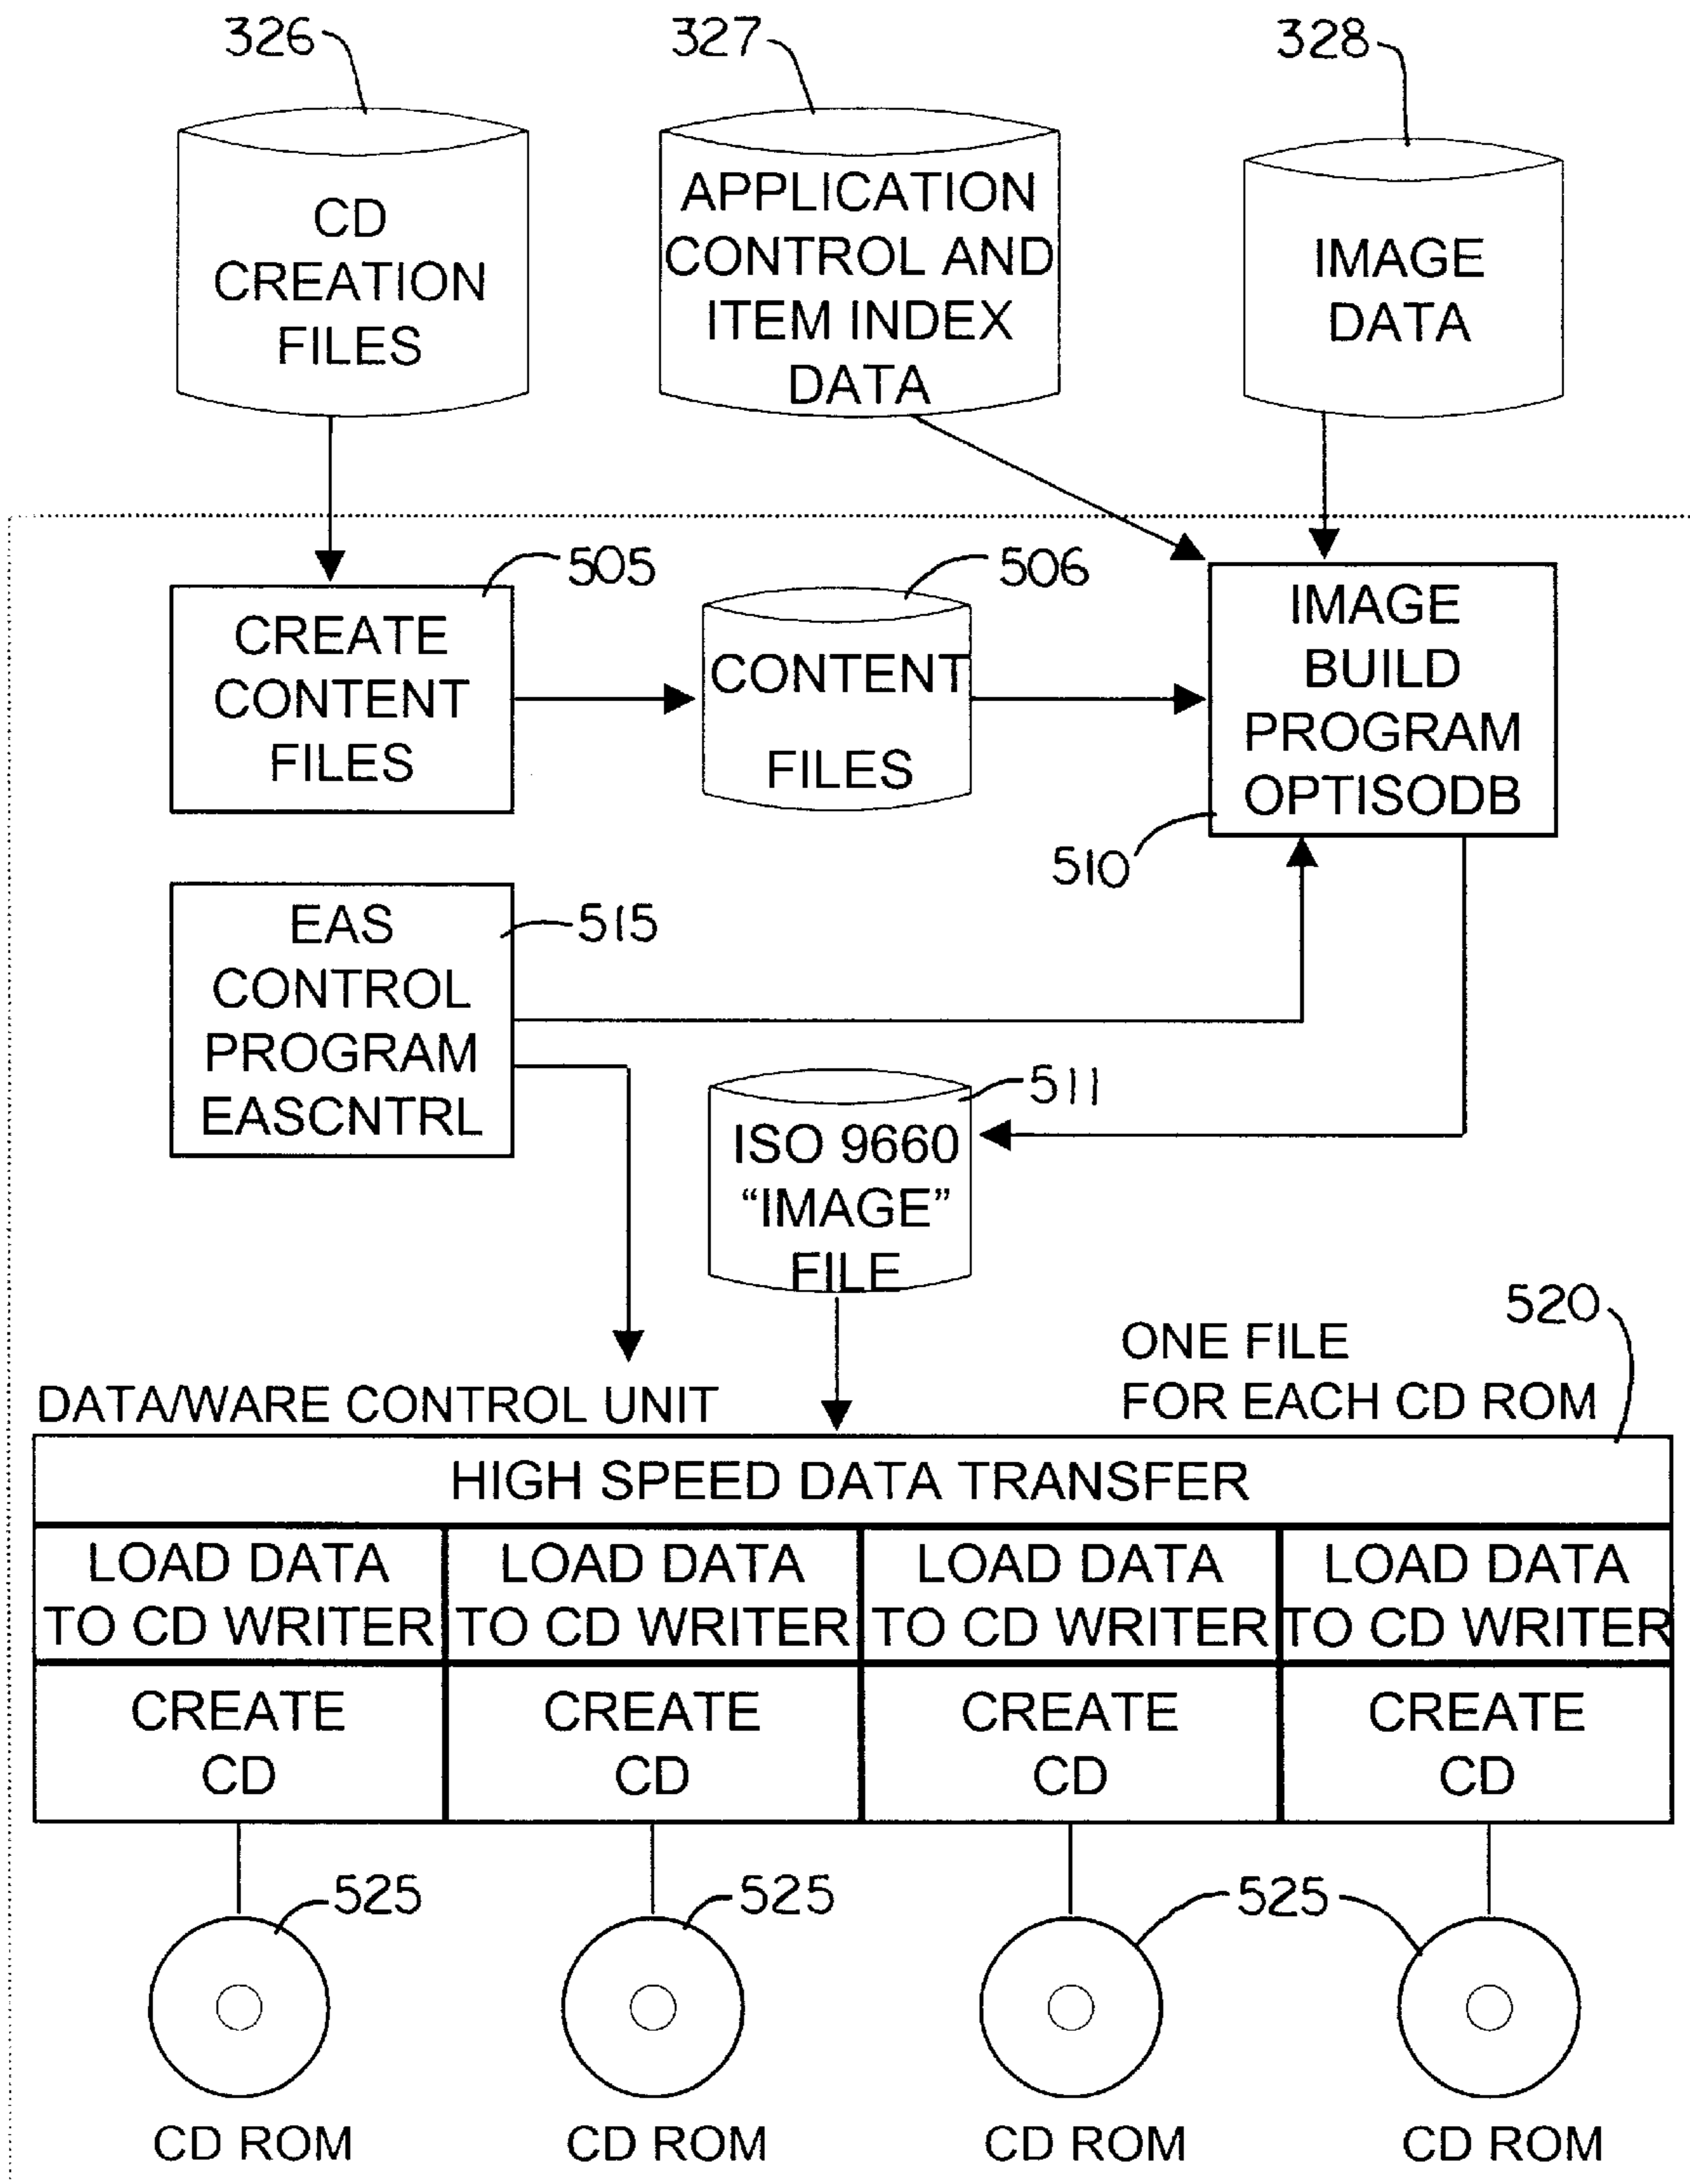 326
327
328
CD
CREATION
FILES
APPLICATION
CONTROL AND
ITEM INDEX
DATA
IMAGE
DATA
505
506
CREATE
CONTENT
FILES
CONTENT
FILES
IMAGE
BUILD
PROGRAM
OPTISODB
510
EAS
CONTROL
PROGRAM
EASCNTRL
515
511
ISO 9660
“IMAGE”
FILE
520
ONE FILE
FOR EACH CD ROM
DATA/WARE CONTROL UNIT
HIGH SPEED DATA TRANSFER
LOAD DATA
TO CD WRITER
LOAD DATA
TO CD WRITER
LOAD DATA
TO CD WRITER
LOAD DATA
TO CD WRITER
CREATE
CD
CREATE
CD
CREATE
CD
CREATE
CD
525
525
525
CD ROM
CD ROM
CD ROM
CD ROM